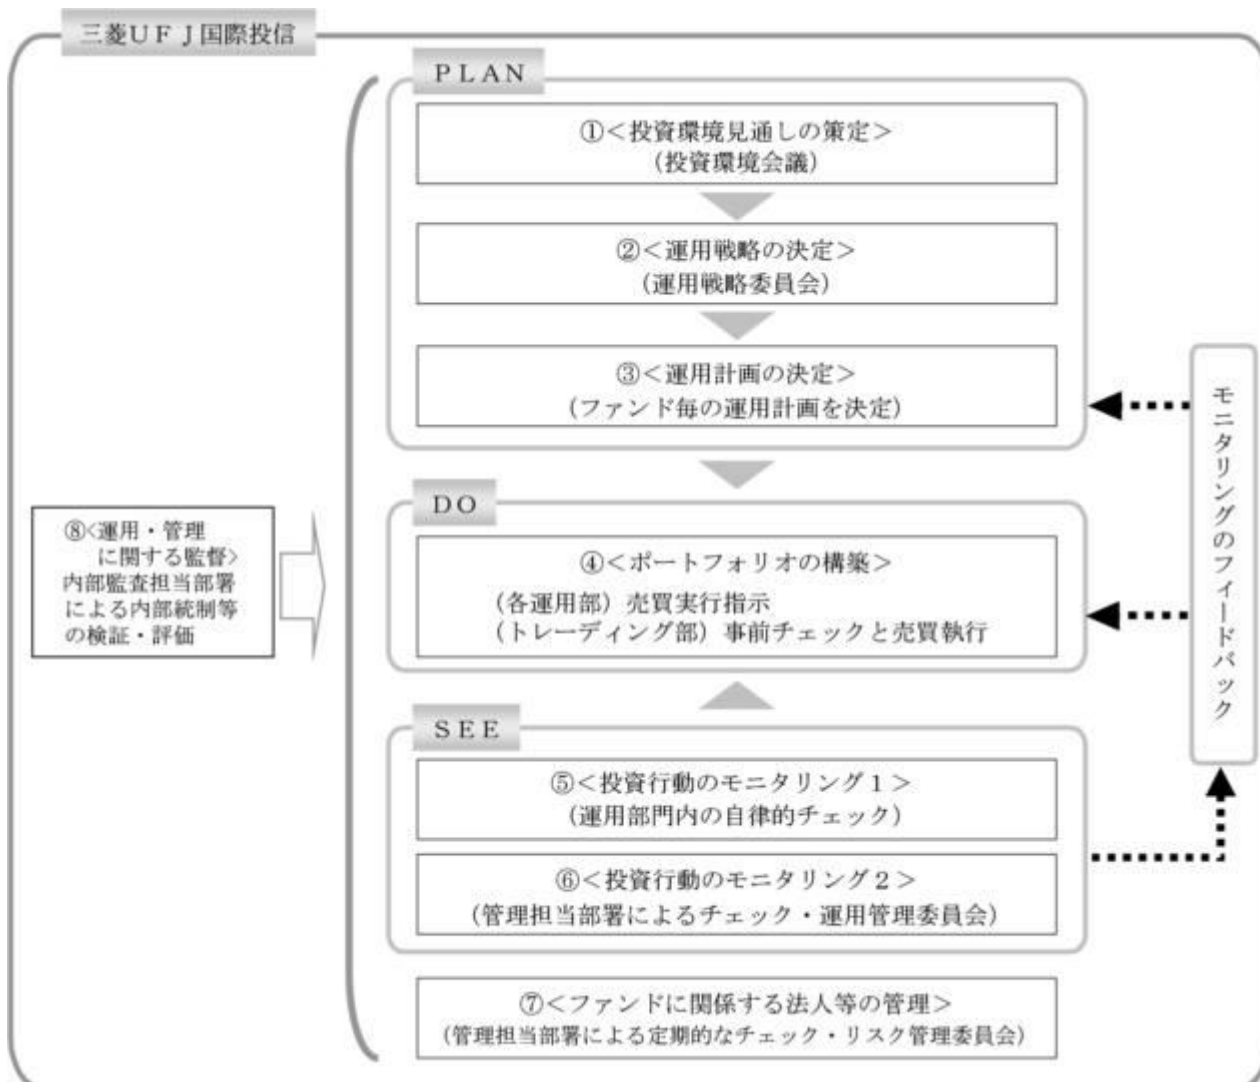 三菱UFJ国際投信
PLAN
①<投資環境見通しの策定>
(投資環境会議)
②<運用戦略の決定>
(運用戦略委員会)
③<運用計画の決定>
(ファンド毎の運用計画を決定)
DO
④<ポートフォリオの構築>
(各運用部)売買実行指示
(トレーディング部)事前チェックと売買執行
SEE
⑤<投資行動のモニタリング1>
(運用部門内の自律的チェック)
⑥<投資行動のモニタリング2>
(管理担当部署によるチェック・運用管理委員会)
⑦<ファンドに関係する法人等の管理>
(管理担当部署による定期的なチェック・リスク管理委員会)
⑧<運用・管理
に関する監督>
内部監査担当部署
による内部統制等
の検証・評価
モニタリングのフィードバック